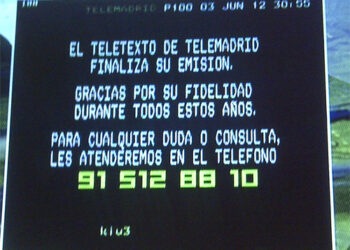 TELEMADRID P100 03 JUN 12 30:55
EL TELETEXTO DE TELEMADRID
FINALIZA SU EMISION.
GRACIAS POR SU FIDELIDAD
DURANTE TODOS ESTOS AÑOS.
PARA CUALQUIER DUDA O CONSULTA,
LES ATENDEREMOS EN EL TELEFONO
91 512 88 10